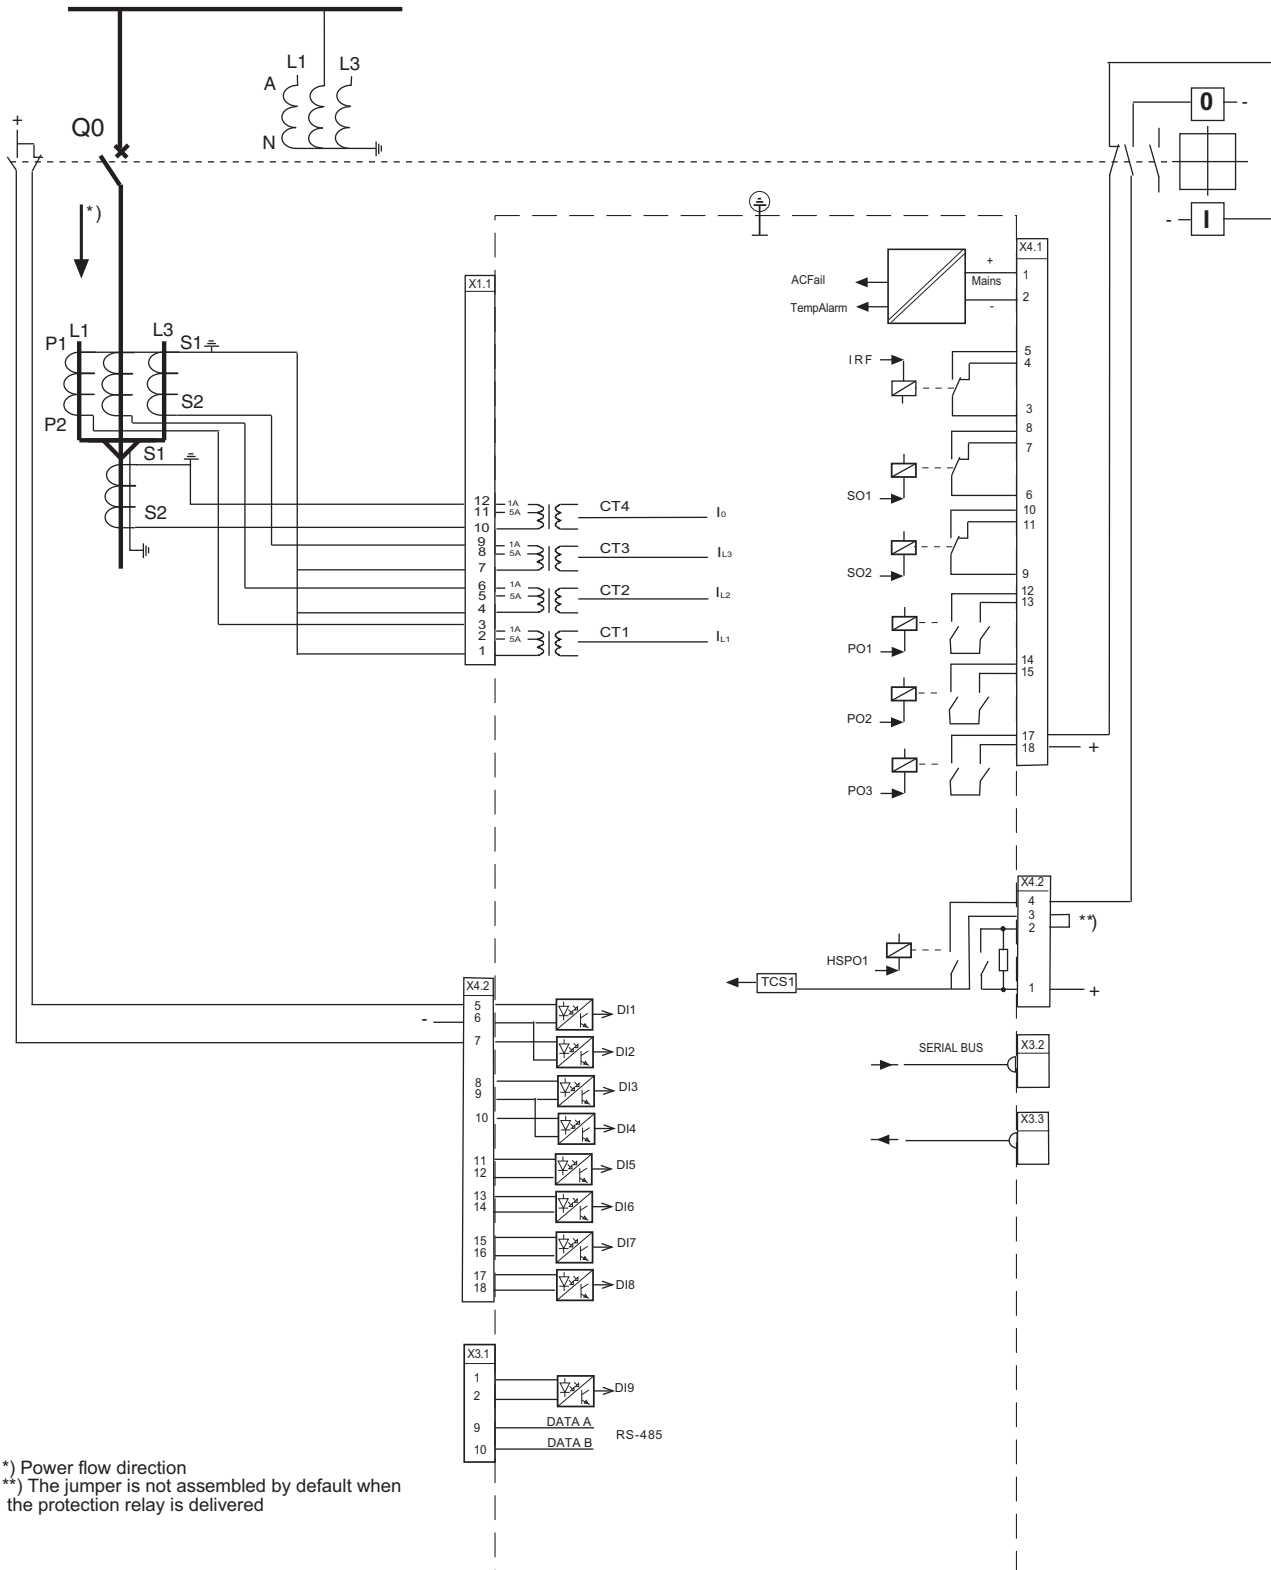 L1 L3
A
N
+
Q0
0 -
- I
*)
X4.1
+
1
Mains
2
-
ACFail
TempAlarm
X1.1
L1 L3
P1 S1
S2
P2
S1
S2
IRF
5
4
3
8
7
SO1
6
10
11
SO2
9
12
13
PO1
14
15
PO2
17
18 +
PO3
12 1A CT4 I0
11 5A
10
9 1A CT3 IL3
8 5A
7
6 1A CT2 IL2
5 5A
4
3 1A CT1 IL1
2 5A
1
X4.2
4
3 **)
2
HSPO1
TCS1
1 +
X4.2
5 DI1
- 6
7 DI2
8 DI3
9
10 DI4
11 DI5
12
13 DI6
14
15 DI7
16
17 DI8
18
SERIAL BUS X3.2
X3.3
X3.1
1 DI9
2
9 DATA A RS-485
10 DATA B
*) Power flow direction
**) The jumper is not assembled by default when
the protection relay is delivered